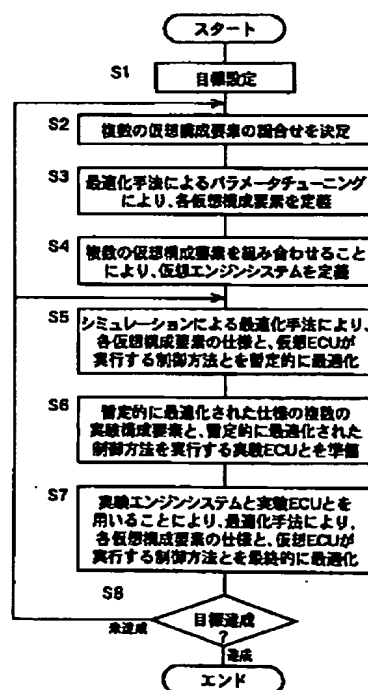 スタート
S1
目標設定
S2
複数の仮想構成要素の組合せを決定
S3
最適化手法によるパラメータチューニング
により、各仮想構成要素を定義
S4
複数の仮想構成要素を組み合わせること
により、仮想エンジンシステムを定義
S5
シミュレーションによる最適化手法により、
各仮想構成要素の仕様と、仮想ECUが
実行する制御方法とを暫定的に最適化
S6
暫定的に最適化された仕様の複数の
実験構成要素と、暫定的に最適化された
制御方法を実行する実験ECUとを準備
S7
実験エンジンシステムと実験ECUとを
用いることにより、最適化手法により、
各仮想構成要素の仕様と、仮想ECUが
実行する制御方法とを最終的に最適化
S8
目標達成
?
未達成
達成
エンド